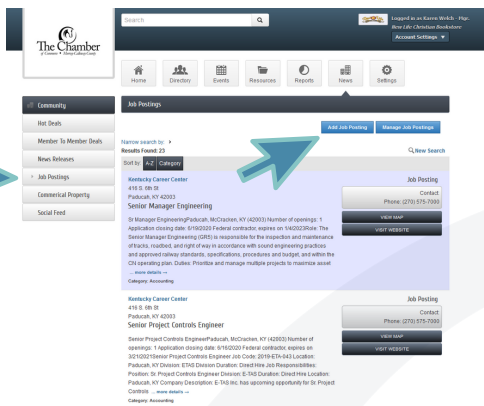 Search
Logged in as Karen Welch - Mgr.
New Life Christian Bookstore
Account Settings ▼
The Chamber
Home
Directory
Events
Resources
Reports
News
Settings
Community
Hot Deals
Member To Member Deals
News Releases
Job Postings
Commerical Property
Social Feed
Job Postings
Add Job Posting
Manage Job Postings
Narrow search by:
Results Found: 23
New Search
Sort by: A-Z Category
Kentucky Career Center
416 S. 6th St
Paducah, KY 42003
Senior Manager Engineering
Sr Manager EngineeringPaducah, McCracken, KY (42003) Number of openings: 1
Application closing date: 6/19/2020 Federal contractor, expires on 1/4/2023Role: The
Senior Manager Engineering (GR5) is responsible for the inspection and maintenance
of tracks, roadbed, and right of way in accordance with sound engineering practices
and approved railway standards, specifications, procedures and budget, and within the
CN operating plan. Duties: Prioritize and manage multiple projects to maximize asset
... more details →
Category: Accounting
Job Posting
Contact
Phone: (270) 575-7000
VIEW MAP
VISIT WEBSITE
Kentucky Career Center
416 S. 6th St
Paducah, KY 42003
Senior Project Controls Engineer
Senior Project Controls EngineerPaducah, McCracken, KY (42003) Number of
openings: 1 Application closing date: 6/16/2020 Federal contractor, expires on
3/21/2021Senior Project Controls Engineer Job Code: 2019-ETA-043 Location:
Paducah, KY Division: ETAS Division Duration: Direct Hire Job Responsibilities:
Position: Sr. Project Controls Engineer Division: E-TAS Duration: Direct Hire Location:
Paducah, KY Company Description: E-TAS Inc. has upcoming opportunity for Sr. Project
Controls ... more details →
Category: Accounting
Job Posting
Contact
Phone: (270) 575-7000
VIEW MAP
VISIT WEBSITE